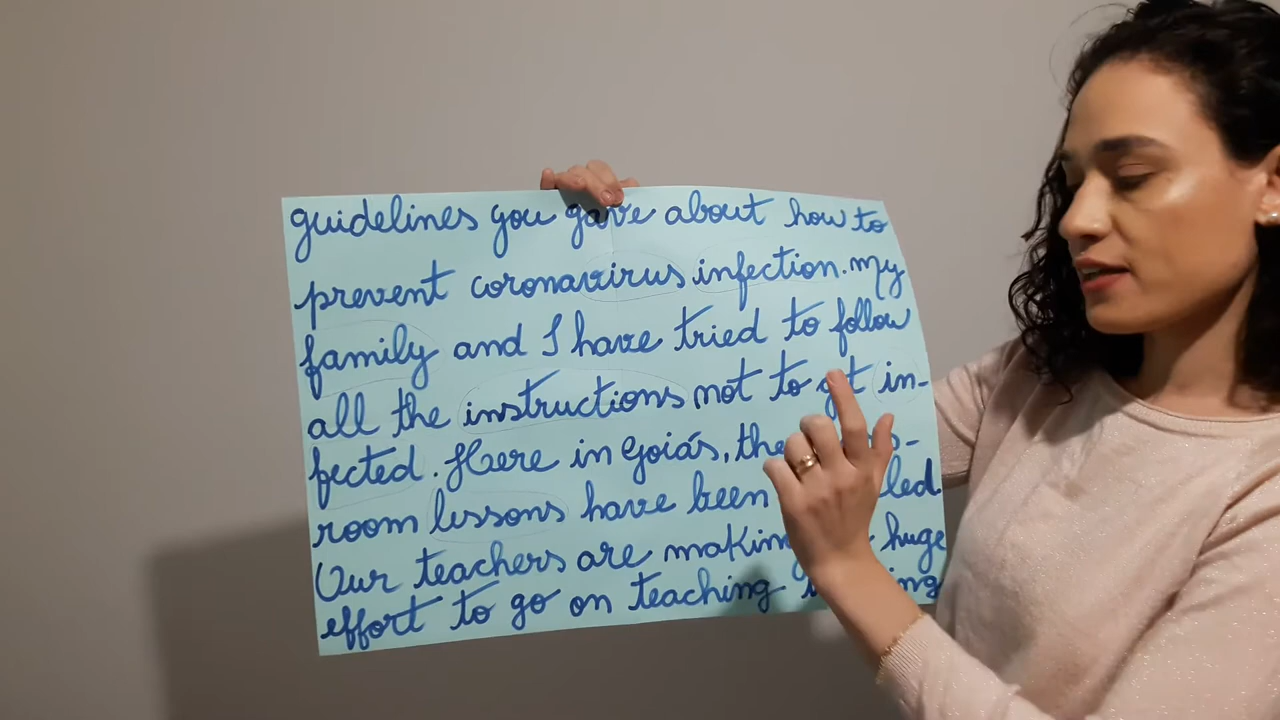 guidelines you gave about how to
prevent coronavirus infection. My
family and I have tried to follow
all the instructions not to get in-
fected. Here in Goiás, the
room lessons have been
Our teachers are making huge
effort to go on teaching